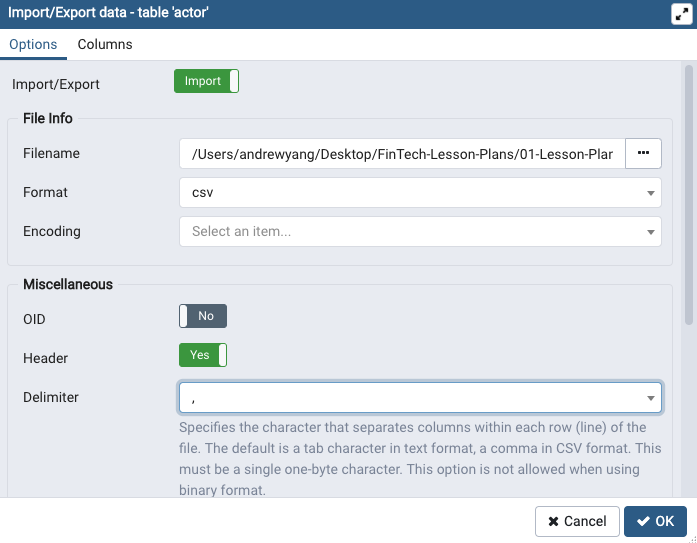 Import/Export data - table 'actor'
Options Columns
Import/Export Import
File Info
Filename /Users/andrewyang/Desktop/FinTech-Lesson-Plans/01-Lesson-Plar ...
Format csv
Encoding Select an item...
Miscellaneous
OID No
Header Yes
Delimiter ,
Specifies the character that separates columns within each row (line) of the
file. The default is a tab character in text format, a comma in CSV format. This
must be a single one-byte character. This option is not allowed when using
binary format.
Cancel OK